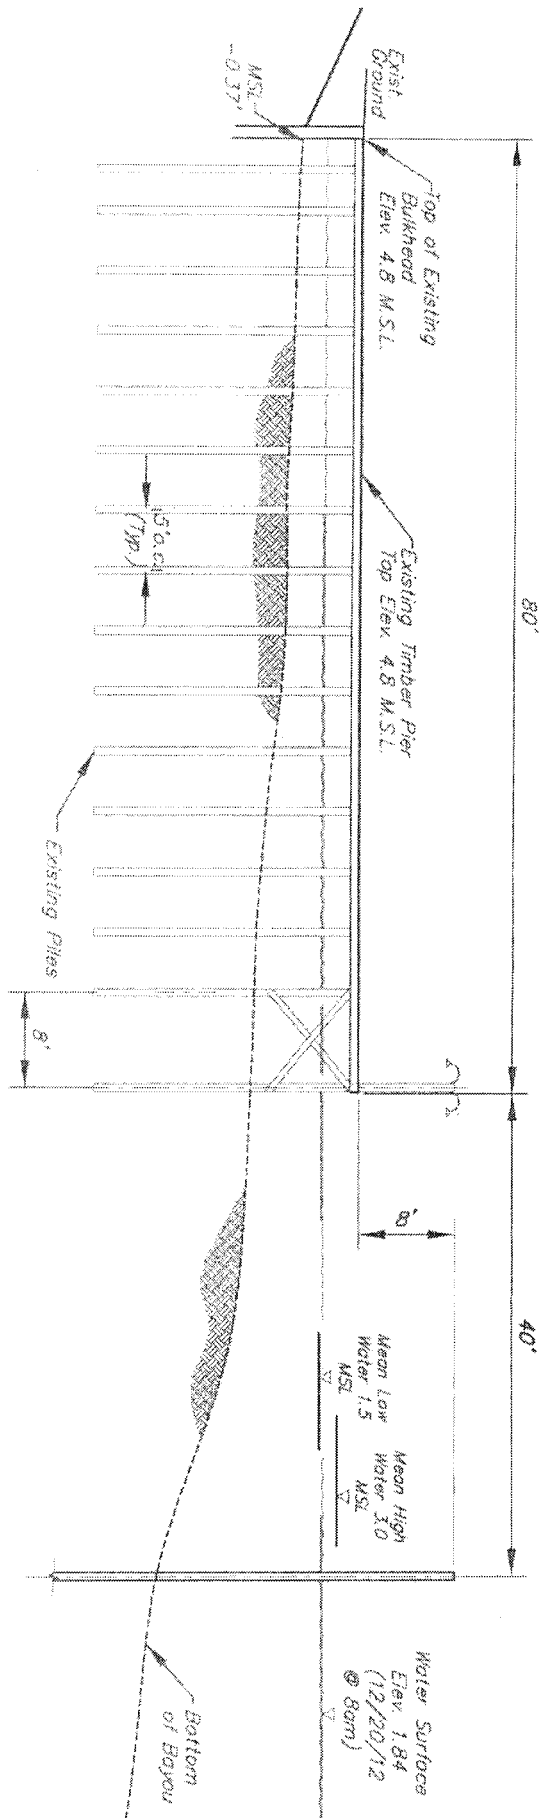 Exist.
Ground
MSL
-0.37'
Top of Existing
Bulkhead
Elev. 4.8 M.S.L.
80'
Existing Timber Pier
Top Elev. 4.8 M.S.L.
(Typ.)
Existing Piles
8'
8'
40'
Mean Low
Water 1.5
MSL
Mean High
Water 3.0
MSL
Water Surface
Elev. 1.84
(12/20/12
@ 8am)
Bottom
of Bayou